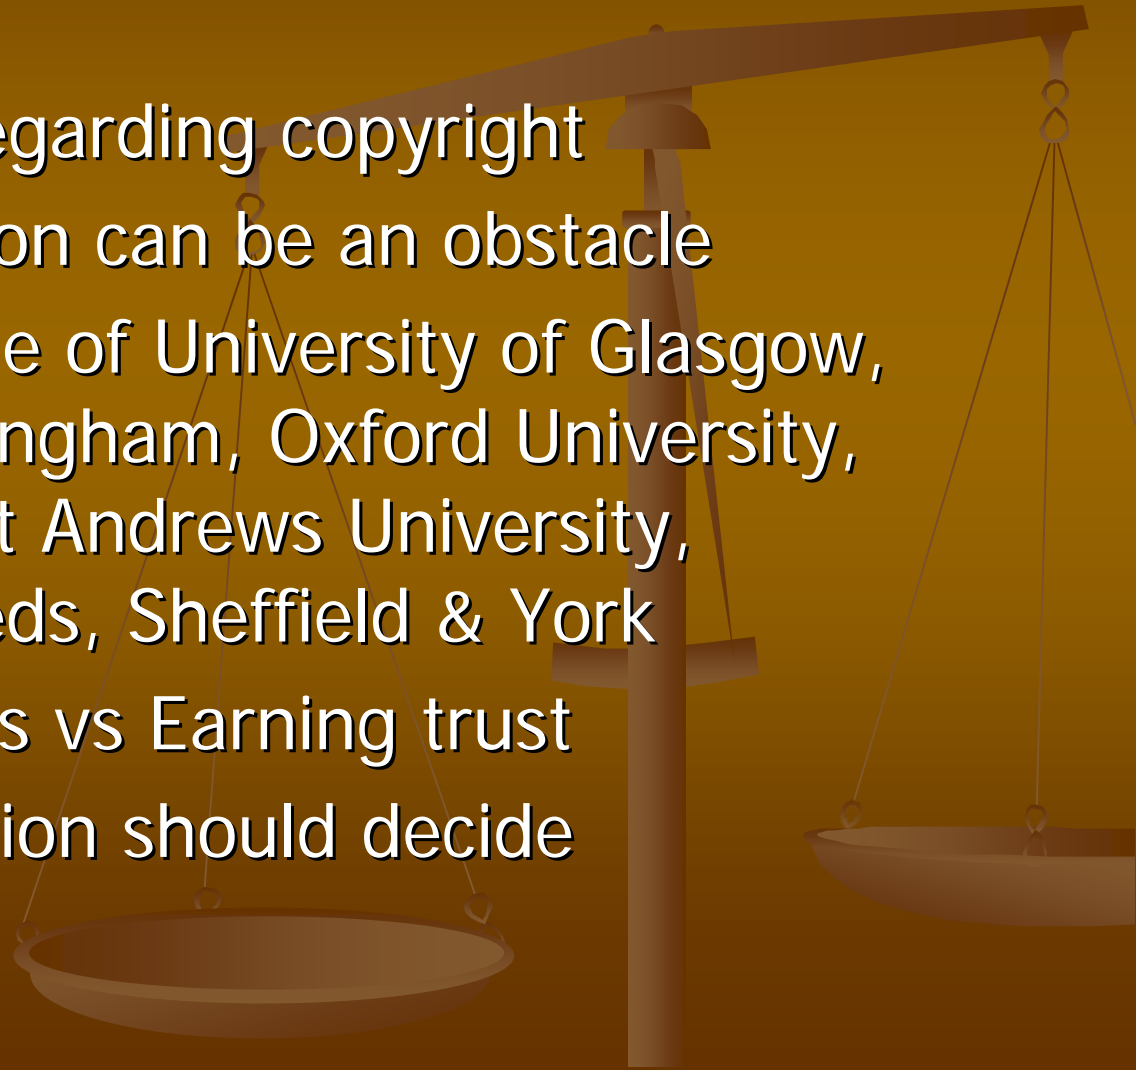 egarding copyright
on can be an obstacle
e of University of Glasgow,
ngham, Oxford University,
t Andrews University,
eds, Sheffield & York
s vs Earning trust
ion should decide